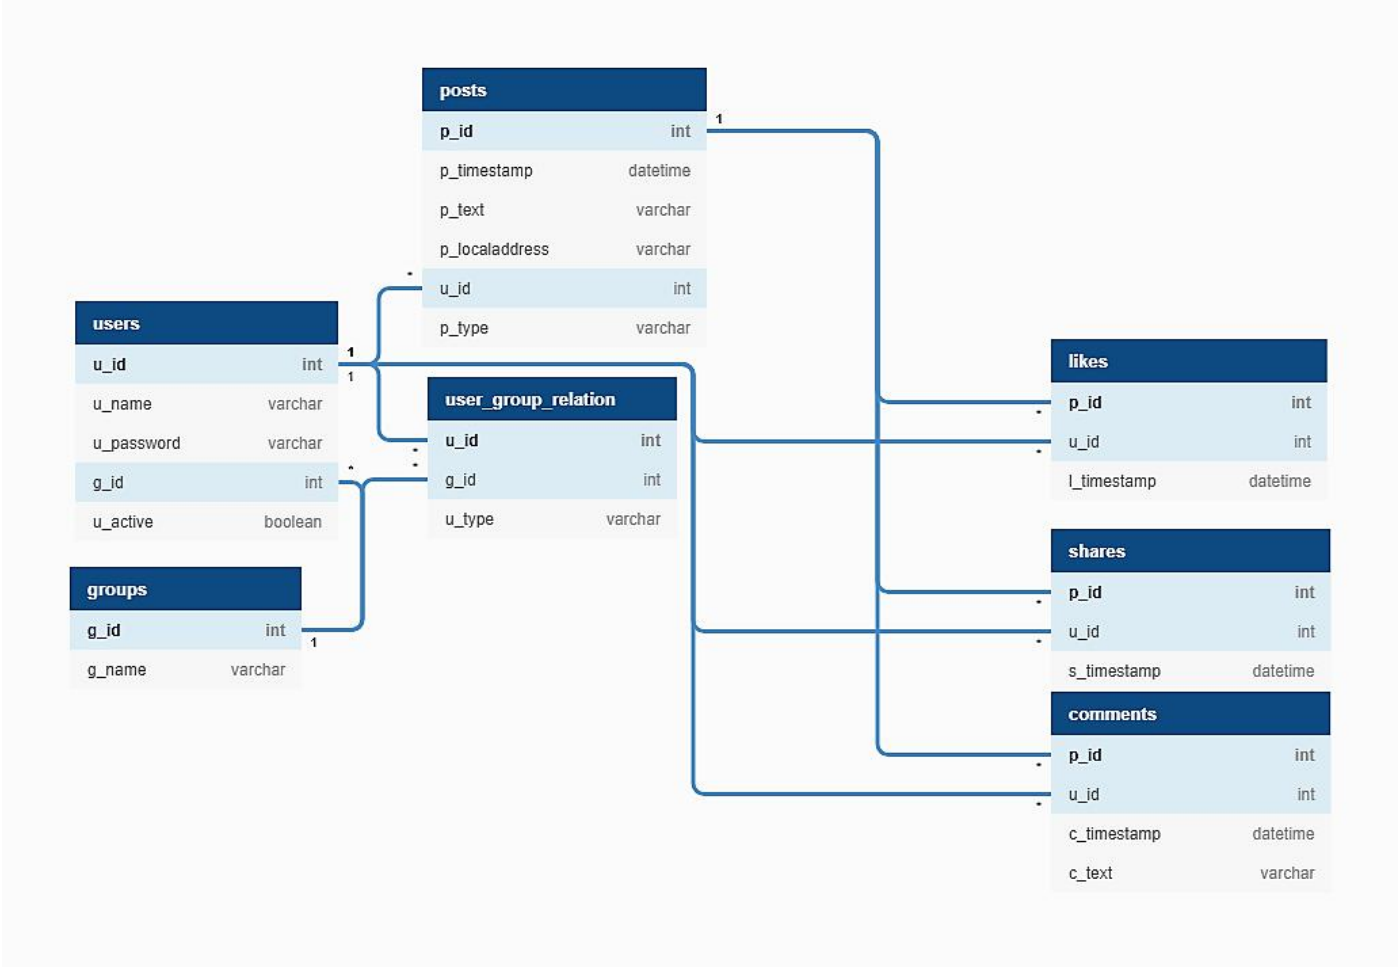 posts
p_id int
p_timestamp datetime
p_text varchar
p_localaddress varchar
u_id int
p_type varchar
1
*
users
u_id int
u_name varchar
u_password varchar
g_id int
u_active boolean
1
1
*
user_group_relation
u_id int
g_id int
u_type varchar
*
*
groups
g_id int
g_name varchar
1
likes
p_id int
u_id int
l_timestamp datetime
*
*
shares
p_id int
u_id int
s_timestamp datetime
*
*
comments
p_id int
u_id int
c_timestamp datetime
c_text varchar
*
*